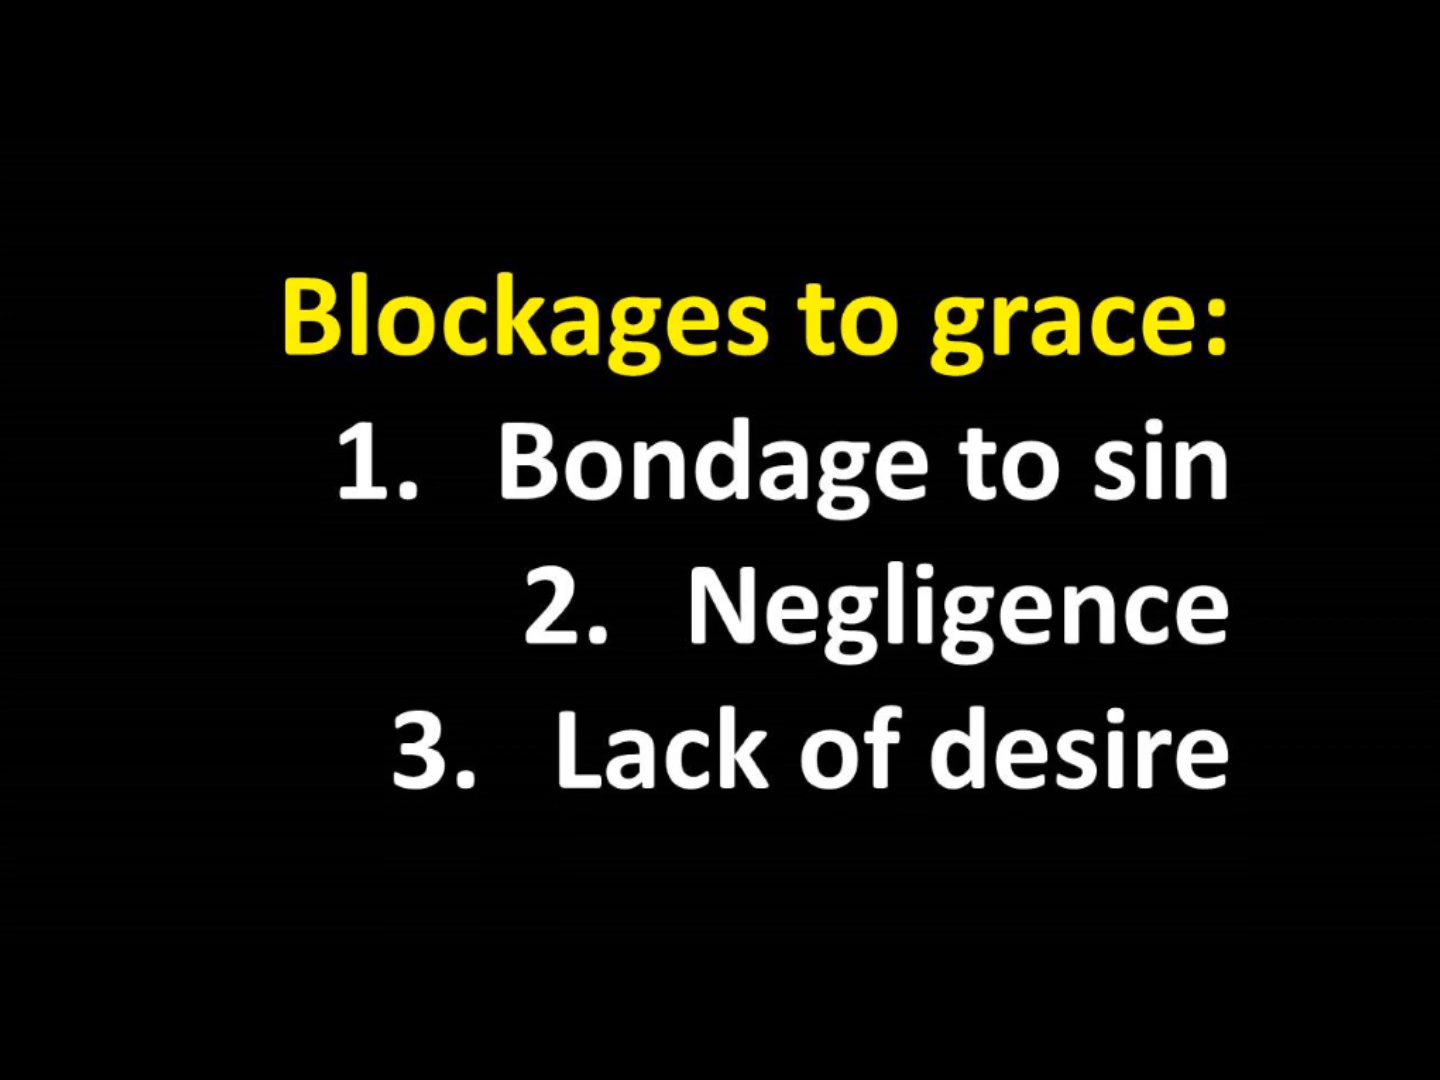 Blockages to grace:
1. Bondage to sin
2. Negligence
3. Lack of desire